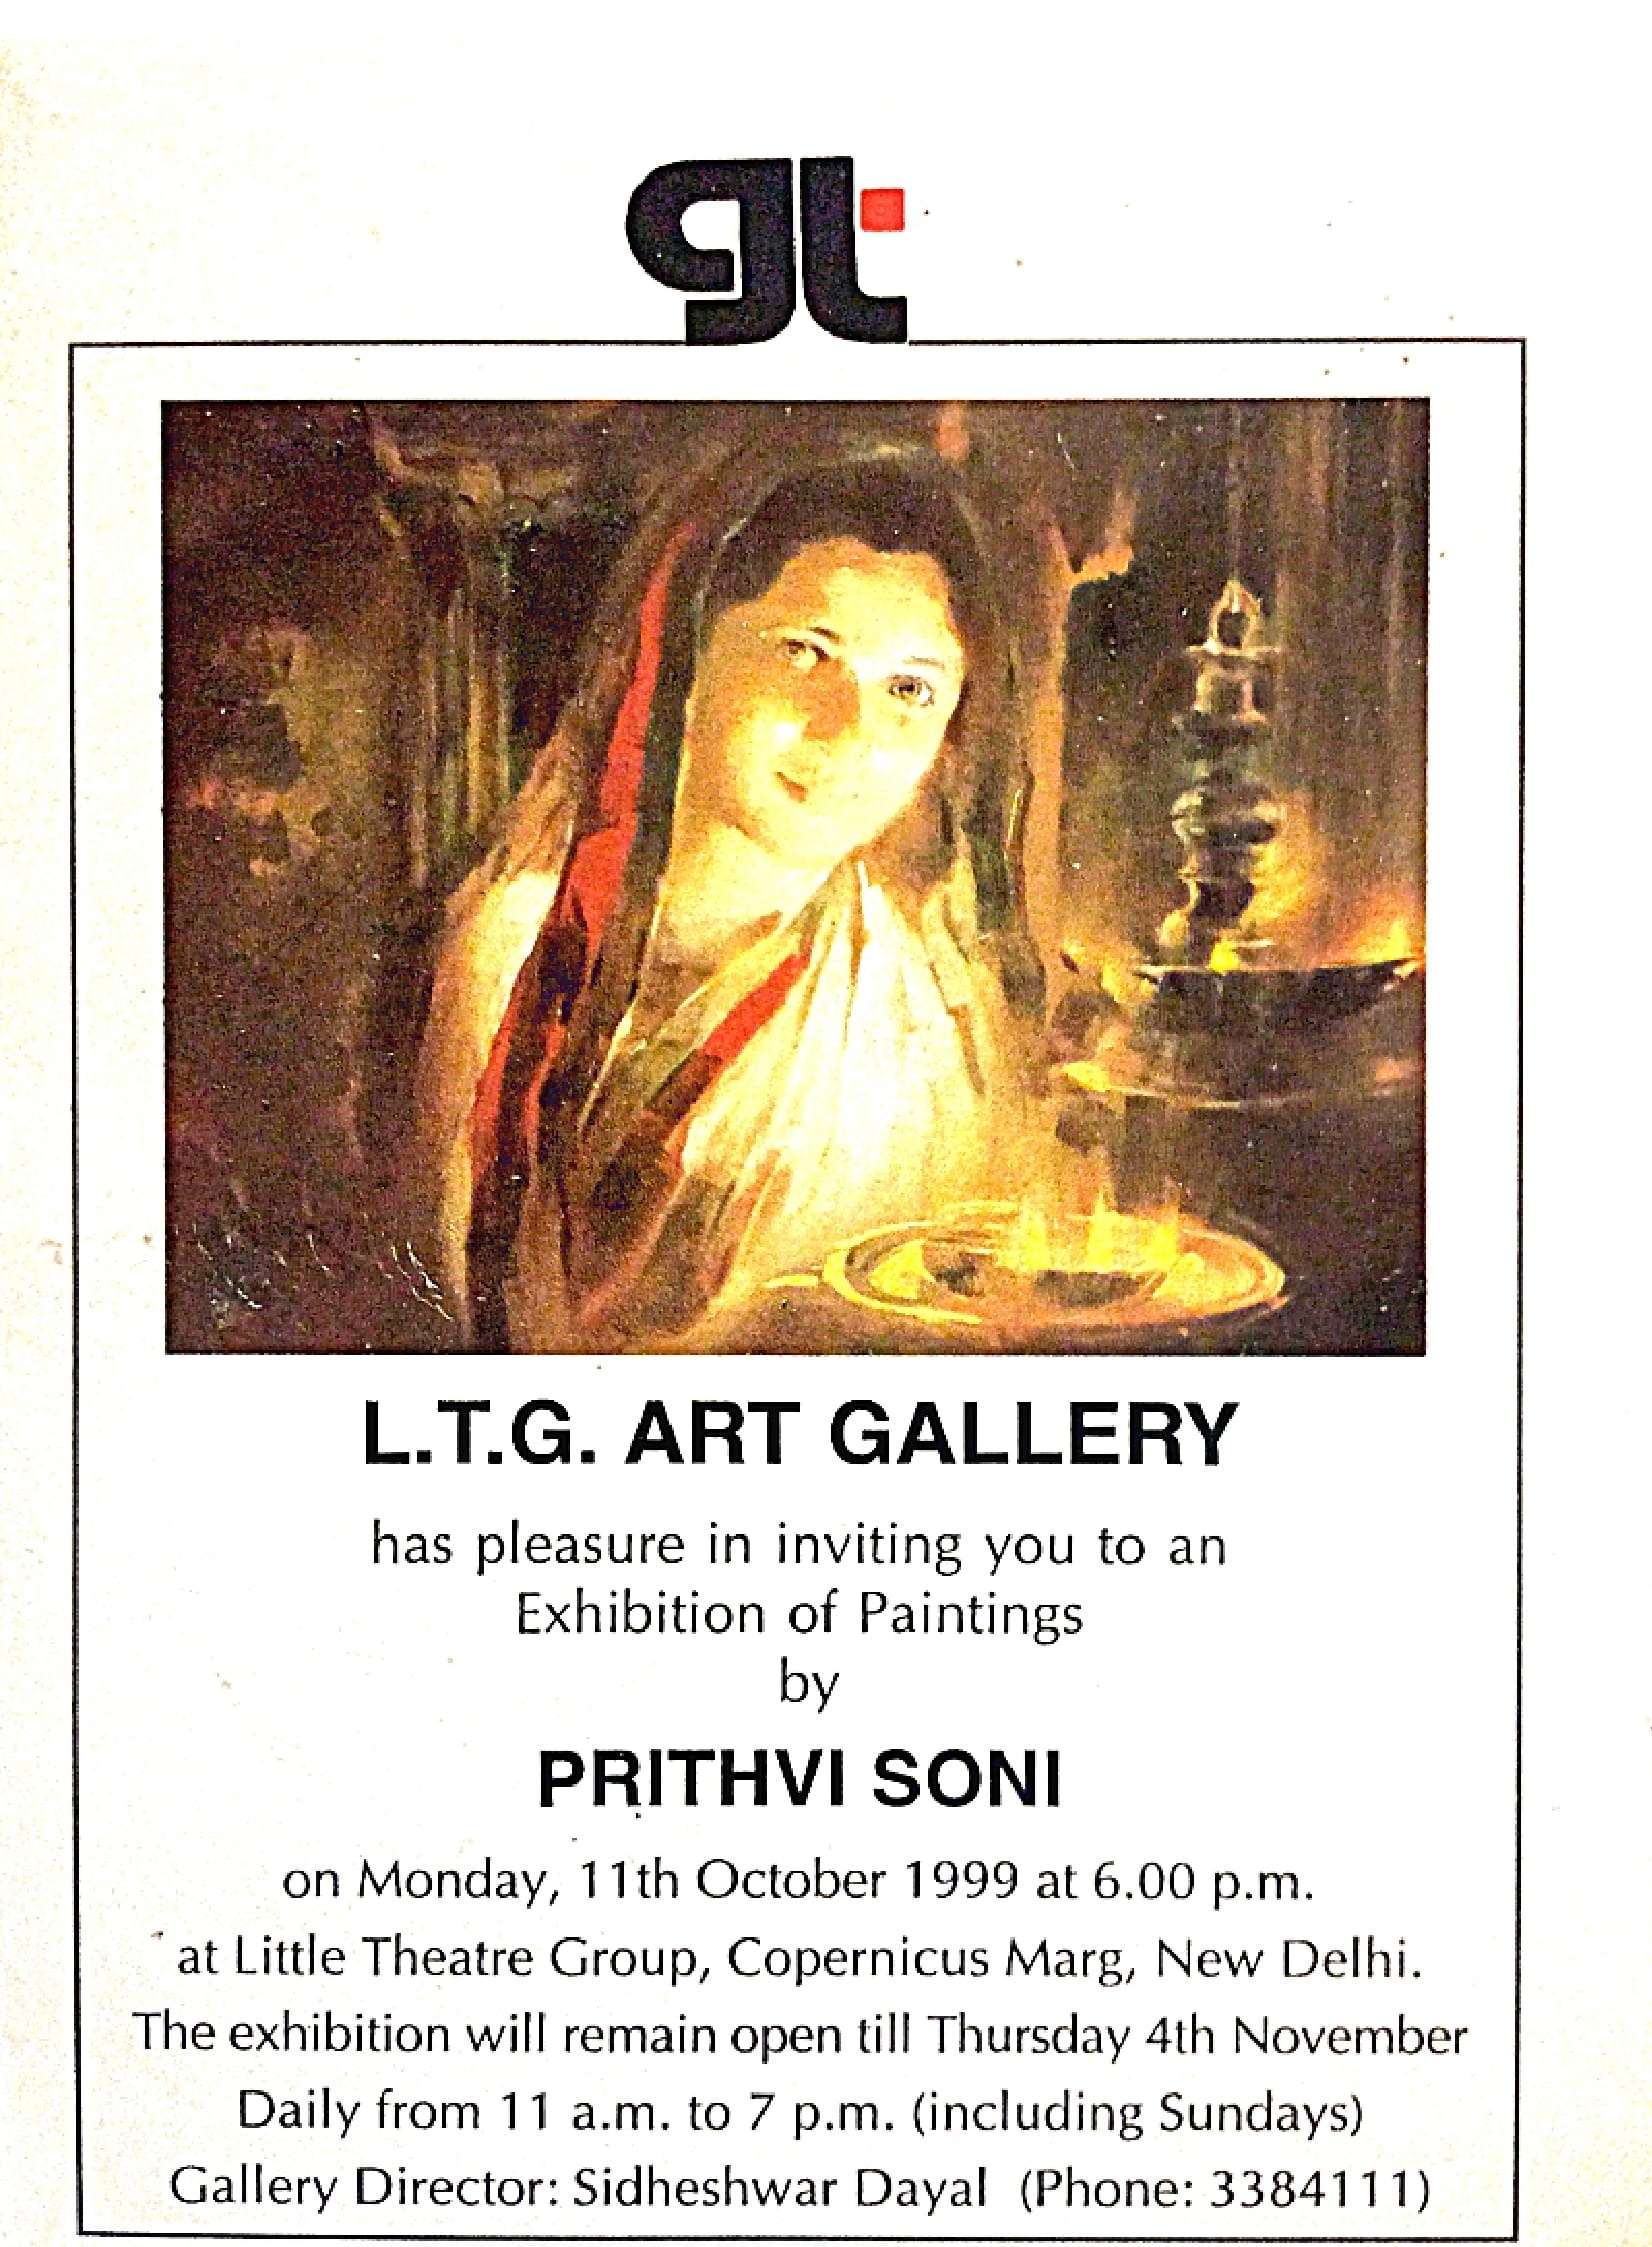 gt
L.T.G. ART GALLERY
has pleasure in inviting you to an
Exhibition of Paintings
by
PRITHVI SONI
on Monday, 11th October 1999 at 6.00 p.m.
at Little Theatre Group, Copernicus Marg, New Delhi.
The exhibition will remain open till Thursday 4th November
Daily from 11 a.m. to 7 p.m. (including Sundays)
Gallery Director: Sidheshwar Dayal (Phone: 3384111)